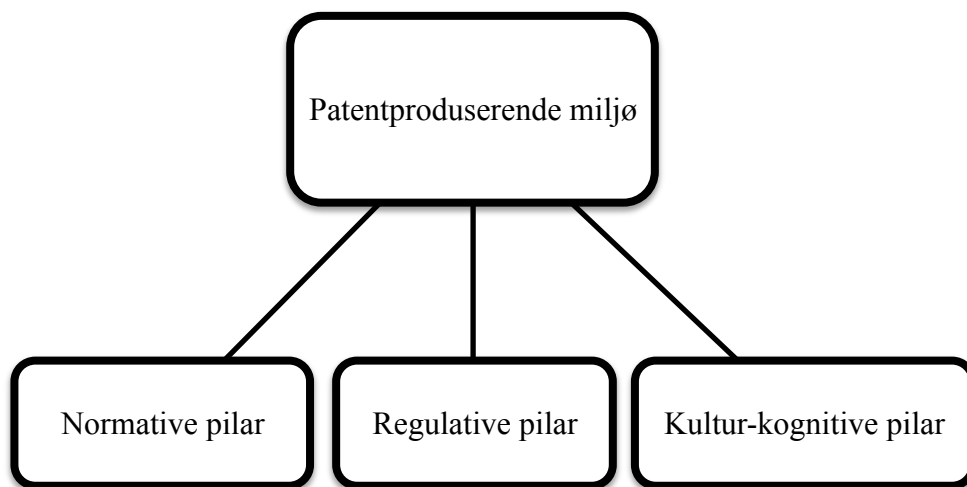 Patentproduserende miljø
Normative pilar
Regulative pilar
Kultur-kognitive pilar